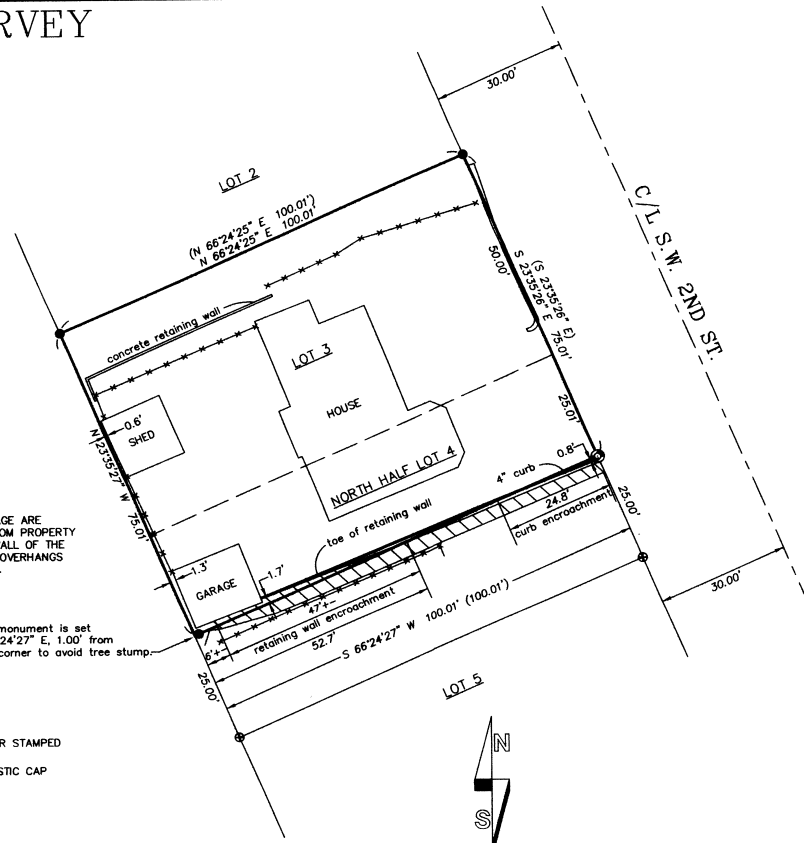 RVEY
30.00'
LOT 2
(N 66°24'25" E 100.01')
N 66°24'25" E 100.01'
C/L S.W. 2ND ST.
50.00'
(S 23°35'26" E)
S 23°35'26" E 75.01'
concrete retaining wall
LOT 3
HOUSE
0.6'
SHED
N 23°35'27" W 75.01'
25.01'
NORTH HALF LOT 4
0.8'
4" curb
24.8'
curb encroachment
25.00'
toe of retaining wall
GE ARE
OM PROPERTY
ALL OF THE
OVERHANGS
1.3'
GARAGE
1.7'
47'+-
retaining wall encroachment
52.7'
6'+-
S 66°24'27" W 100.01' (100.01')
30.00'
monument is set
24'27" E, 1.00' from
corner to avoid tree stump.
25.00'
LOT 5
R STAMPED
STIC CAP
N
S